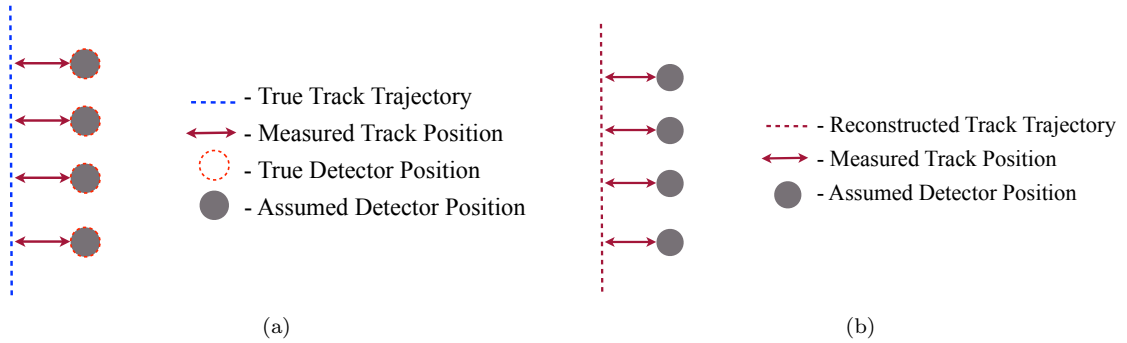 - True Track Trajectory
- Measured Track Position
- True Detector Position
- Assumed Detector Position
(a)
- Reconstructed Track Trajectory
- Measured Track Position
- Assumed Detector Position
(b)